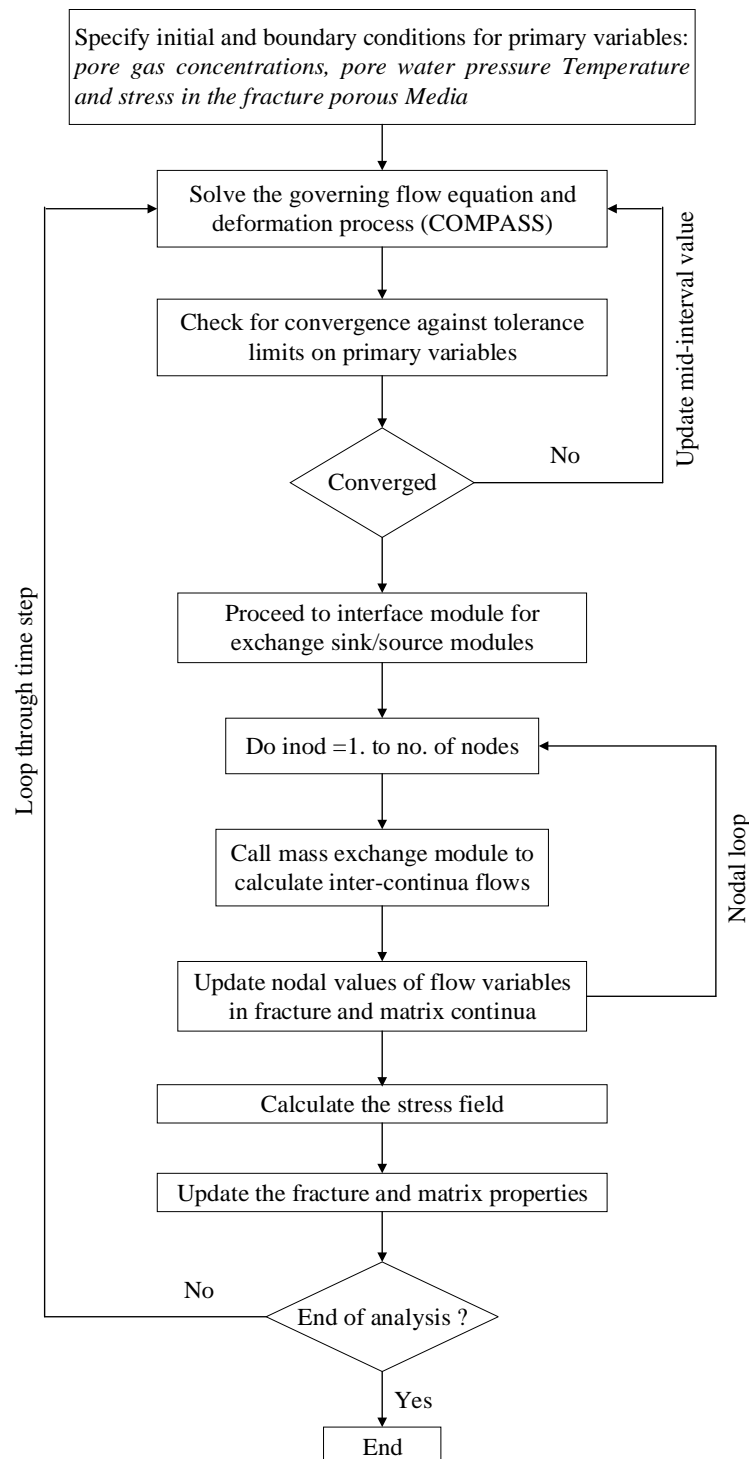 Specify initial and boundary conditions for primary variables:
pore gas concentrations, pore water pressure Temperature
and stress in the fracture porous Media
Solve the governing flow equation and
deformation process (COMPASS)
Update mid-interval value
Check for convergence against tolerance
limits on primary variables
No
Converged
Loop through time step
Proceed to interface module for
exchange sink/source modules
Do inod =1. to no. of nodes
Call mass exchange module to
calculate inter-continua flows
Nodal loop
Update nodal values of flow variables
in fracture and matrix continua
Calculate the stress field
Update the fracture and matrix properties
No
End of analysis ?
Yes
End